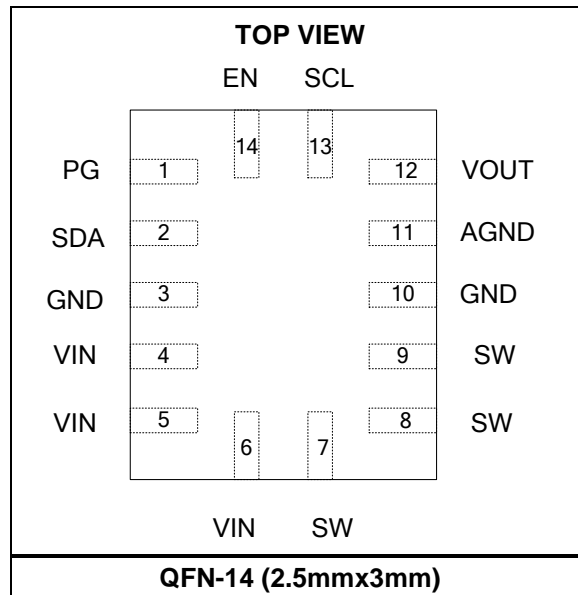 TOP VIEW
EN SCL
14 13
PG 1 12 VOUT
SDA 2 11 AGND
GND 3 10 GND
VIN 4 9 SW
VIN 5 8 SW
6 7
VIN SW
QFN-14 (2.5mmx3mm)